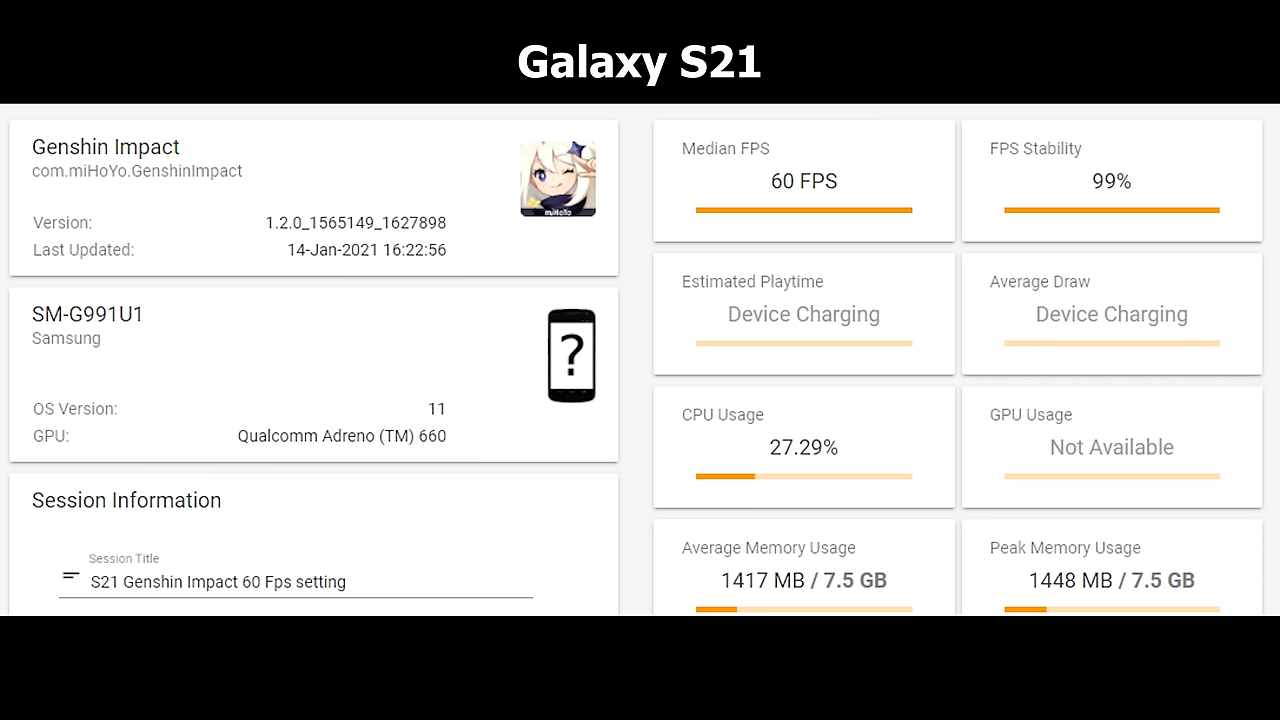 Galaxy S21
Genshin Impact
com.miHoYo.GenshinImpact
miHoYo
Version: 1.2.0_1565149_1627898
Last Updated: 14-Jan-2021 16:22:56
SM-G991U1
Samsung
?
OS Version: 11
GPU: Qualcomm Adreno (TM) 660
Session Information
Session Title
S21 Genshin Impact 60 Fps setting
Median FPS
60 FPS
FPS Stability
99%
Estimated Playtime
Device Charging
Average Draw
Device Charging
CPU Usage
27.29%
GPU Usage
Not Available
Average Memory Usage
1417 MB / 7.5 GB
Peak Memory Usage
1448 MB / 7.5 GB